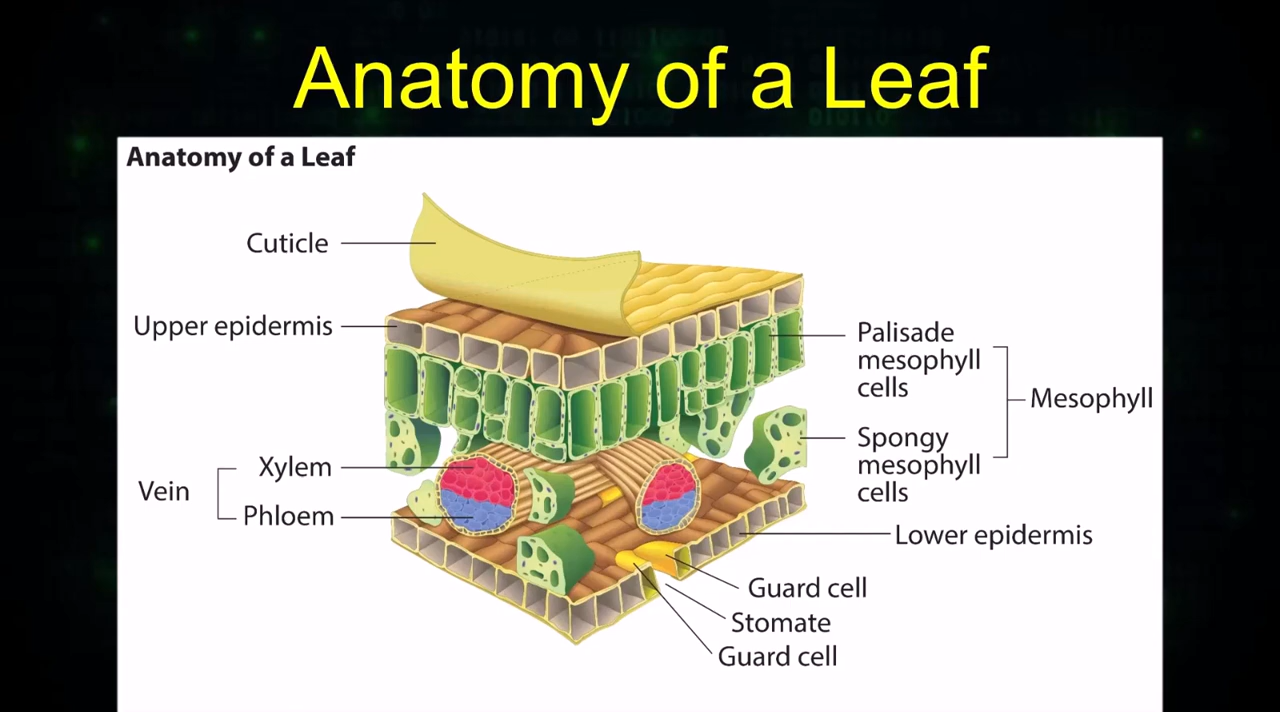 Anatomy of a Leaf
Anatomy of a Leaf
Cuticle
Upper epidermis
Palisade
mesophyll
cells
Mesophyll
Spongy
mesophyll
cells
Xylem
Vein
Phloem
Lower epidermis
Guard cell
Stomate
Guard cell